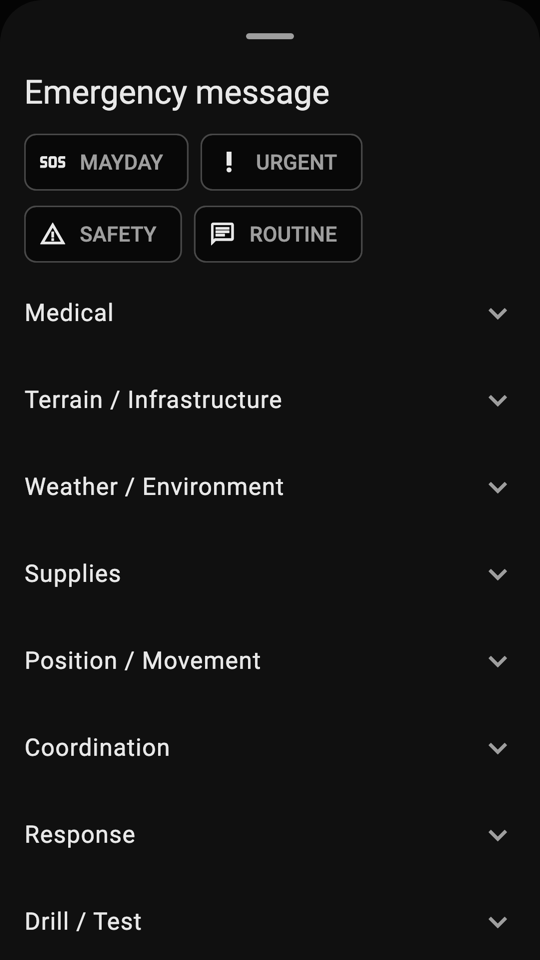 Emergency message
SOS MAYDAY
! URGENT
SAFETY
ROUTINE
Medical
Terrain / Infrastructure
Weather / Environment
Supplies
Position / Movement
Coordination
Response
Drill / Test